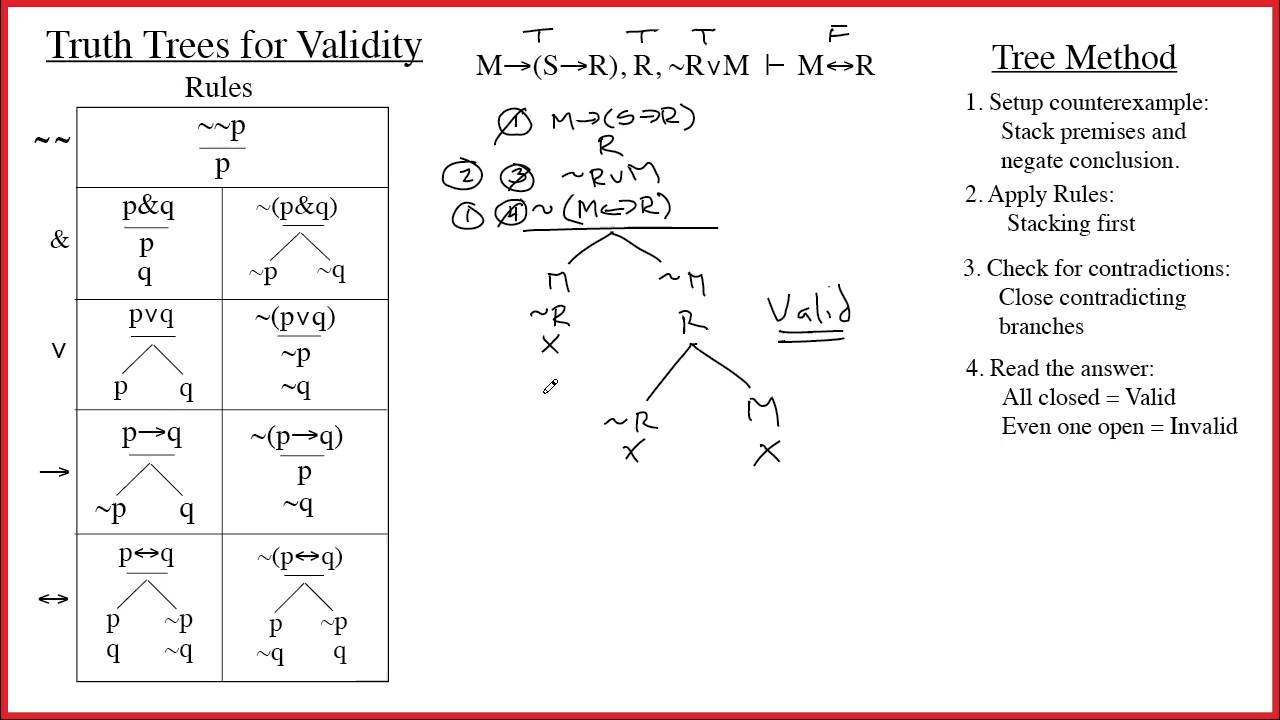 Truth Trees for Validity
Rules
~~
~~p
p
&
p&q
p
q
~(p&q)
~p ~q
∨
p∨q
p q
~(p∨q)
~p
~q
→
p→q
~p q
~(p→q)
p
~q
↔
p↔q
p ~p
q ~q
~(p↔q)
p ~p
~q q
T T T F
M→(S→R), R, ~R∨M ⊢ M↔R
1 M→(S→R)
R
2 3 ~R∨M
1 4 ~(M↔R)
M ~M
~R R
X
~R M
X X
Valid
Tree Method
1. Setup counterexample:
Stack premises and
negate conclusion.
2. Apply Rules:
Stacking first
3. Check for contradictions:
Close contradicting
branches
4. Read the answer:
All closed = Valid
Even one open = Invalid